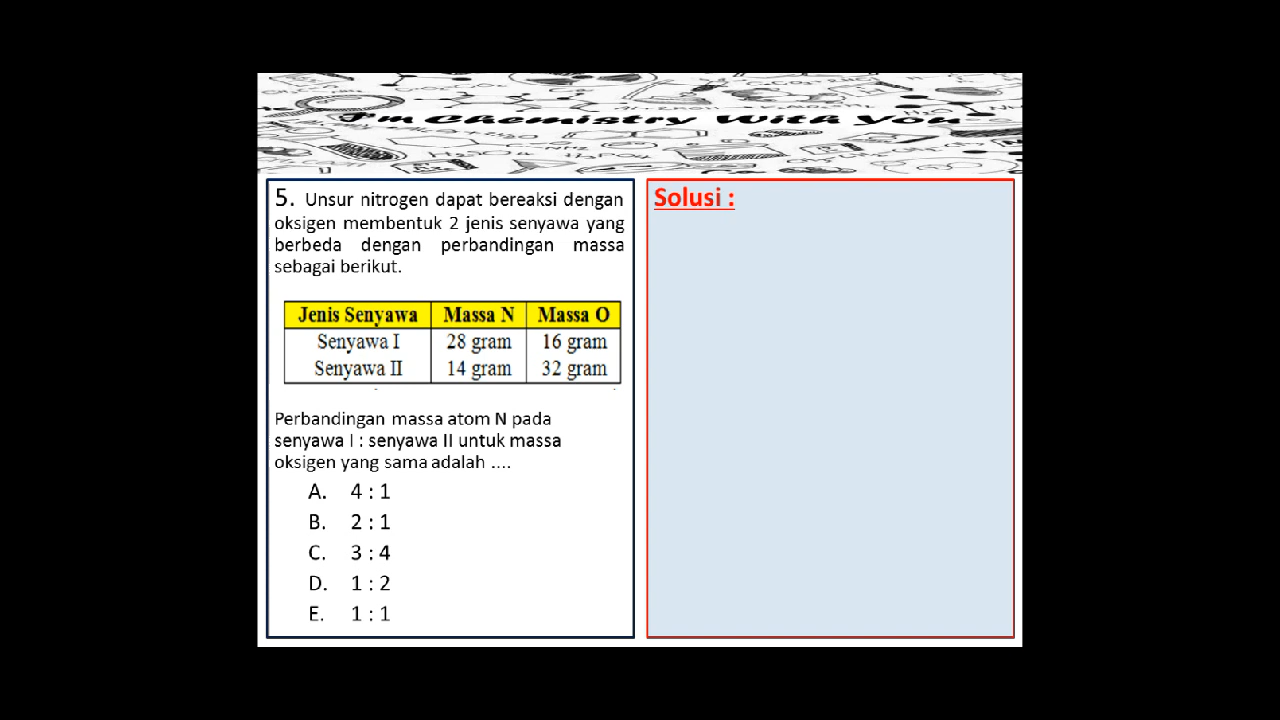 I'm Chemistry With You
5. Unsur nitrogen dapat bereaksi dengan
oksigen membentuk 2 jenis senyawa yang
berbeda dengan perbandingan massa
sebagai berikut.
Jenis Senyawa Massa N Massa O
Senyawa I 28 gram 16 gram
Senyawa II 14 gram 32 gram
Perbandingan massa atom N pada
senyawa I : senyawa II untuk massa
oksigen yang sama adalah ....
A. 4 : 1
B. 2 : 1
C. 3 : 4
D. 1 : 2
E. 1 : 1
Solusi :